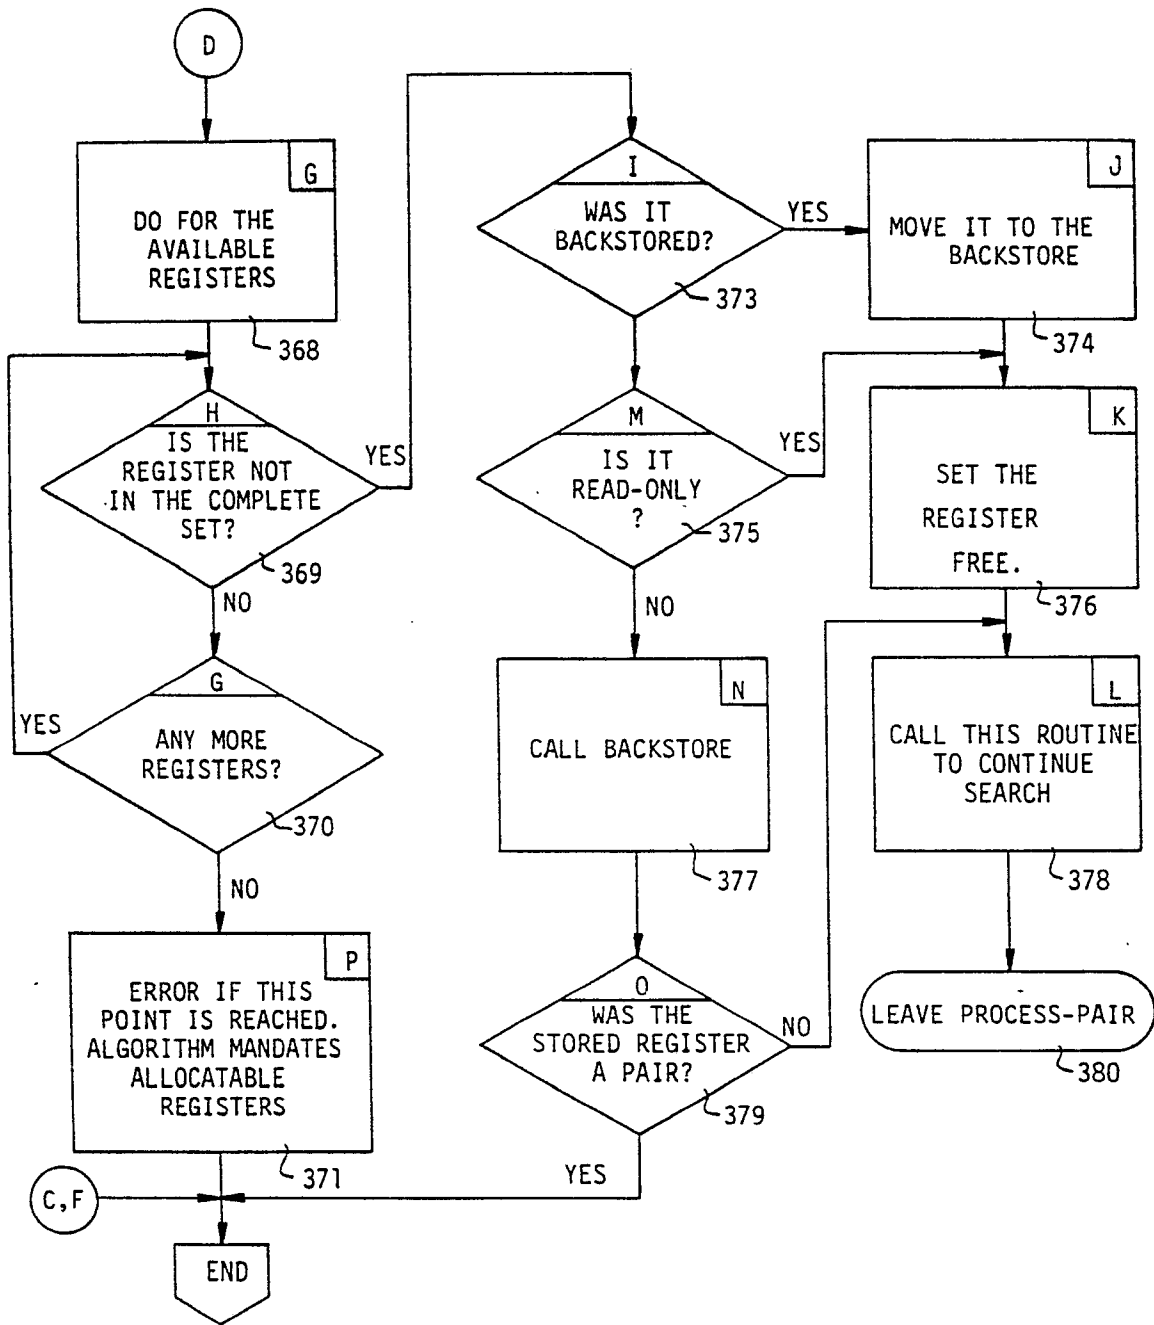 D
G
DO FOR THE
AVAILABLE
REGISTERS
368
H
IS THE
REGISTER NOT
IN THE COMPLETE
SET?
YES
369
NO
G
ANY MORE
REGISTERS?
YES
370
NO
P
ERROR IF THIS
POINT IS REACHED.
ALGORITHM MANDATES
ALLOCATABLE
REGISTERS
371
C,F
END
I
WAS IT
BACKSTORED?
YES
373
M
IS IT
READ-ONLY
?
YES
375
NO
N
CALL BACKSTORE
377
O
WAS THE
STORED REGISTER
A PAIR?
NO
379
YES
J
MOVE IT TO THE
BACKSTORE
374
K
SET THE
REGISTER
FREE.
376
L
CALL THIS ROUTINE
TO CONTINUE
SEARCH
378
LEAVE PROCESS-PAIR
380